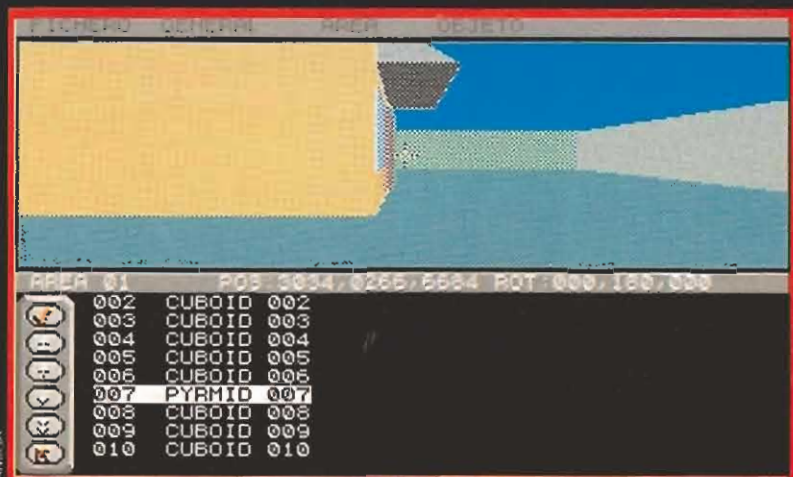 FICHERO GENERAL AREA OBJETO
AREA 01 POS:3034,0266,6684 ROT:000,180,000
002 CUBOID 002
003 CUBOID 003
004 CUBOID 004
005 CUBOID 005
006 CUBOID 006
007 PYRMID 007
008 CUBOID 008
009 CUBOID 009
010 CUBOID 010